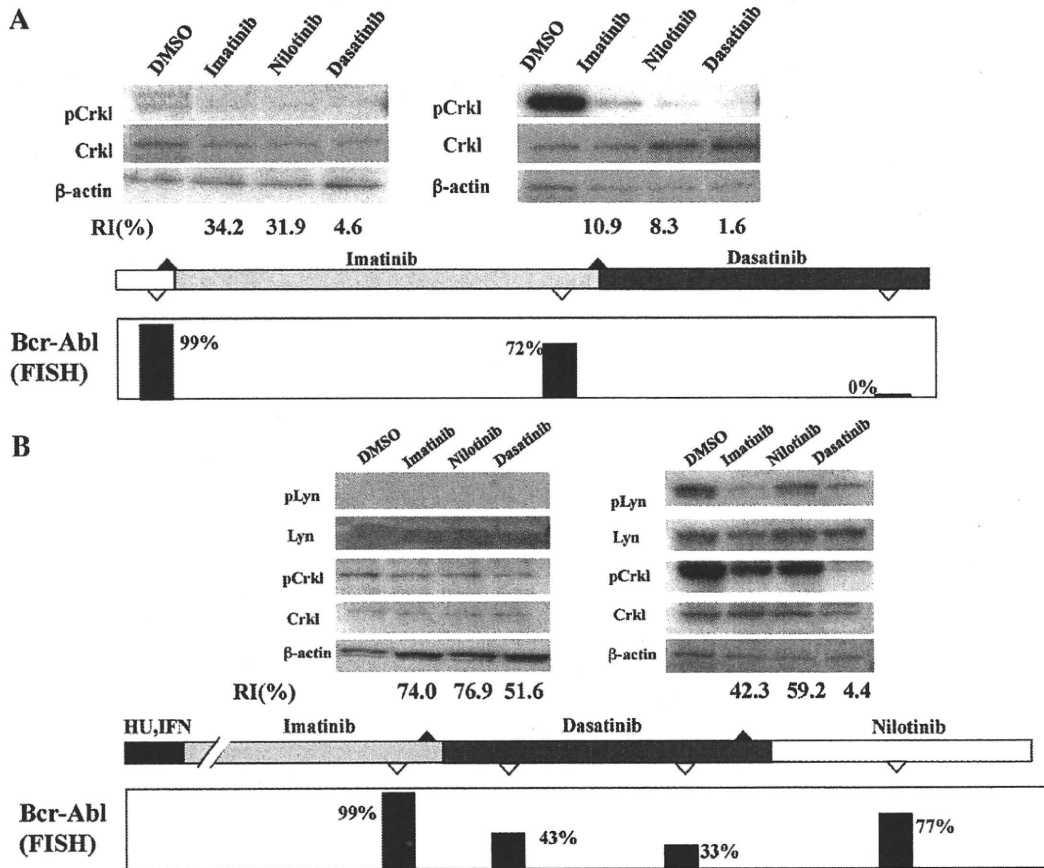 A
DMSO Imatinib Nilotinib Dasatinib
DMSO Imatinib Nilotinib Dasatinib
pCrkl
Crkl
β-actin
RI(%) 34.2 31.9 4.6
pCrkl
Crkl
β-actin
10.9 8.3 1.6
Imatinib Dasatinib
Bcr-Abl
(FISH)
99% 72% 0%
B
DMSO Imatinib Nilotinib Dasatinib
DMSO Imatinib Nilotinib Dasatinib
pLyn
Lyn
pCrkl
Crkl
β-actin
RI(%) 74.0 76.9 51.6
pLyn
Lyn
pCrkl
Crkl
β-actin
42.3 59.2 4.4
HU,IFN Imatinib Dasatinib Nilotinib
Bcr-Abl
(FISH)
99% 43% 33% 77%